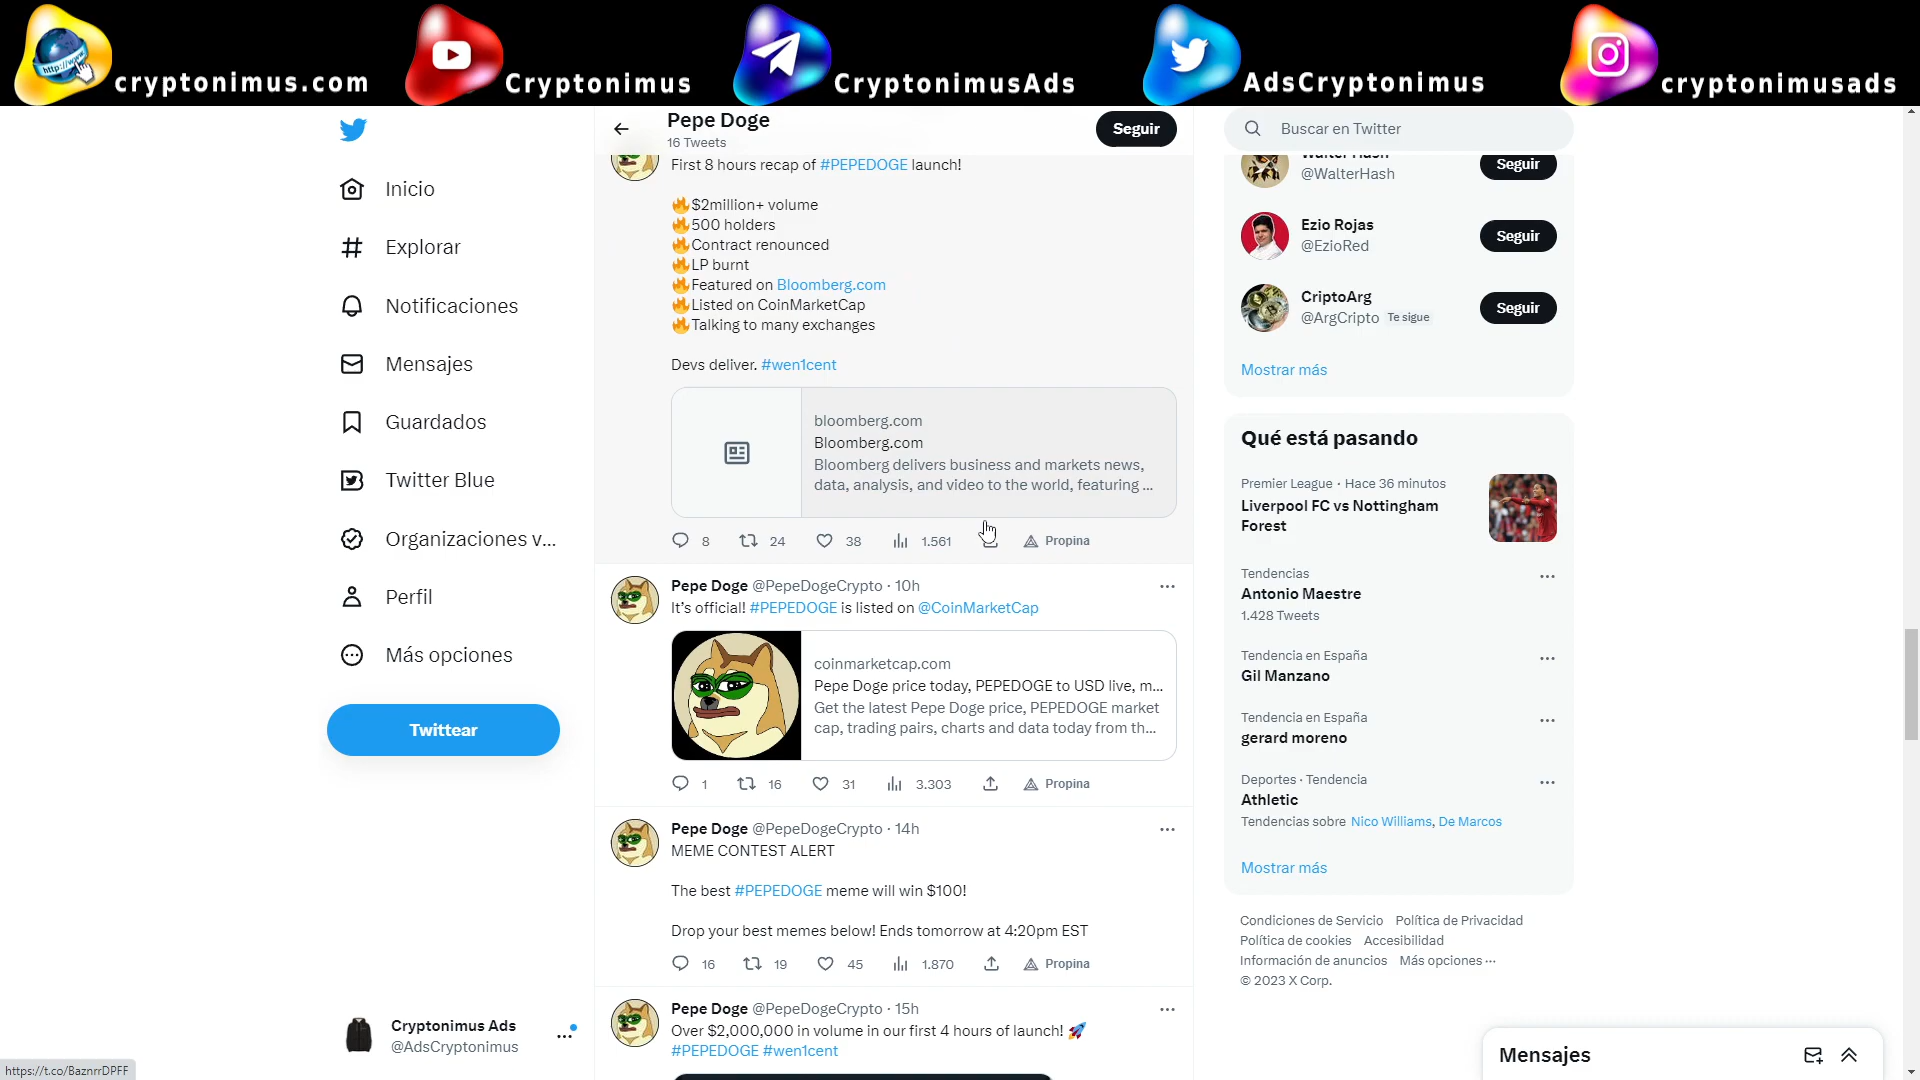 http://www
cryptonimus.com
Cryptonimus
CryptonimusAds
AdsCryptonimus
cryptonimusads
Inicio
Explorar
Notificaciones
Mensajes
Guardados
Twitter Blue
Organizaciones v...
Perfil
Más opciones
Twittear
Cryptonimus Ads
@AdsCryptonimus
https://t.co/BaznrrDPFF
Pepe Doge
16 Tweets
Seguir
First 8 hours recap of #PEPEDOGE launch!
🔥$2million+ volume
🔥500 holders
🔥Contract renounced
🔥LP burnt
🔥Featured on Bloomberg.com
🔥Listed on CoinMarketCap
🔥Talking to many exchanges
Devs deliver. #wen1cent
bloomberg.com
Bloomberg.com
Bloomberg delivers business and markets news,
data, analysis, and video to the world, featuring ...
8 24 38 1.561 Propina
Pepe Doge @PepeDogeCrypto · 10h
It's official! #PEPEDOGE is listed on @CoinMarketCap
coinmarketcap.com
Pepe Doge price today, PEPEDOGE to USD live, m...
Get the latest Pepe Doge price, PEPEDOGE market
cap, trading pairs, charts and data today from th...
1 16 31 3.303 Propina
Pepe Doge @PepeDogeCrypto · 14h
MEME CONTEST ALERT
The best #PEPEDOGE meme will win $100!
Drop your best memes below! Ends tomorrow at 4:20pm EST
16 19 45 1.870 Propina
Pepe Doge @PepeDogeCrypto · 15h
Over $2,000,000 in volume in our first 4 hours of launch! 🚀
#PEPEDOGE #wen1cent
Buscar en Twitter
Walter Hash
@WalterHash
Seguir
Ezio Rojas
@EzioRed
Seguir
CriptoArg
@ArgCripto Te sigue
Seguir
Mostrar más
Qué está pasando
Premier League · Hace 36 minutos
Liverpool FC vs Nottingham
Forest
Tendencias
Antonio Maestre
1.428 Tweets
Tendencia en España
Gil Manzano
Tendencia en España
gerard moreno
Deportes · Tendencia
Athletic
Tendencias sobre Nico Williams, De Marcos
Mostrar más
Condiciones de Servicio Política de Privacidad
Política de cookies Accesibilidad
Información de anuncios Más opciones ···
© 2023 X Corp.
Mensajes